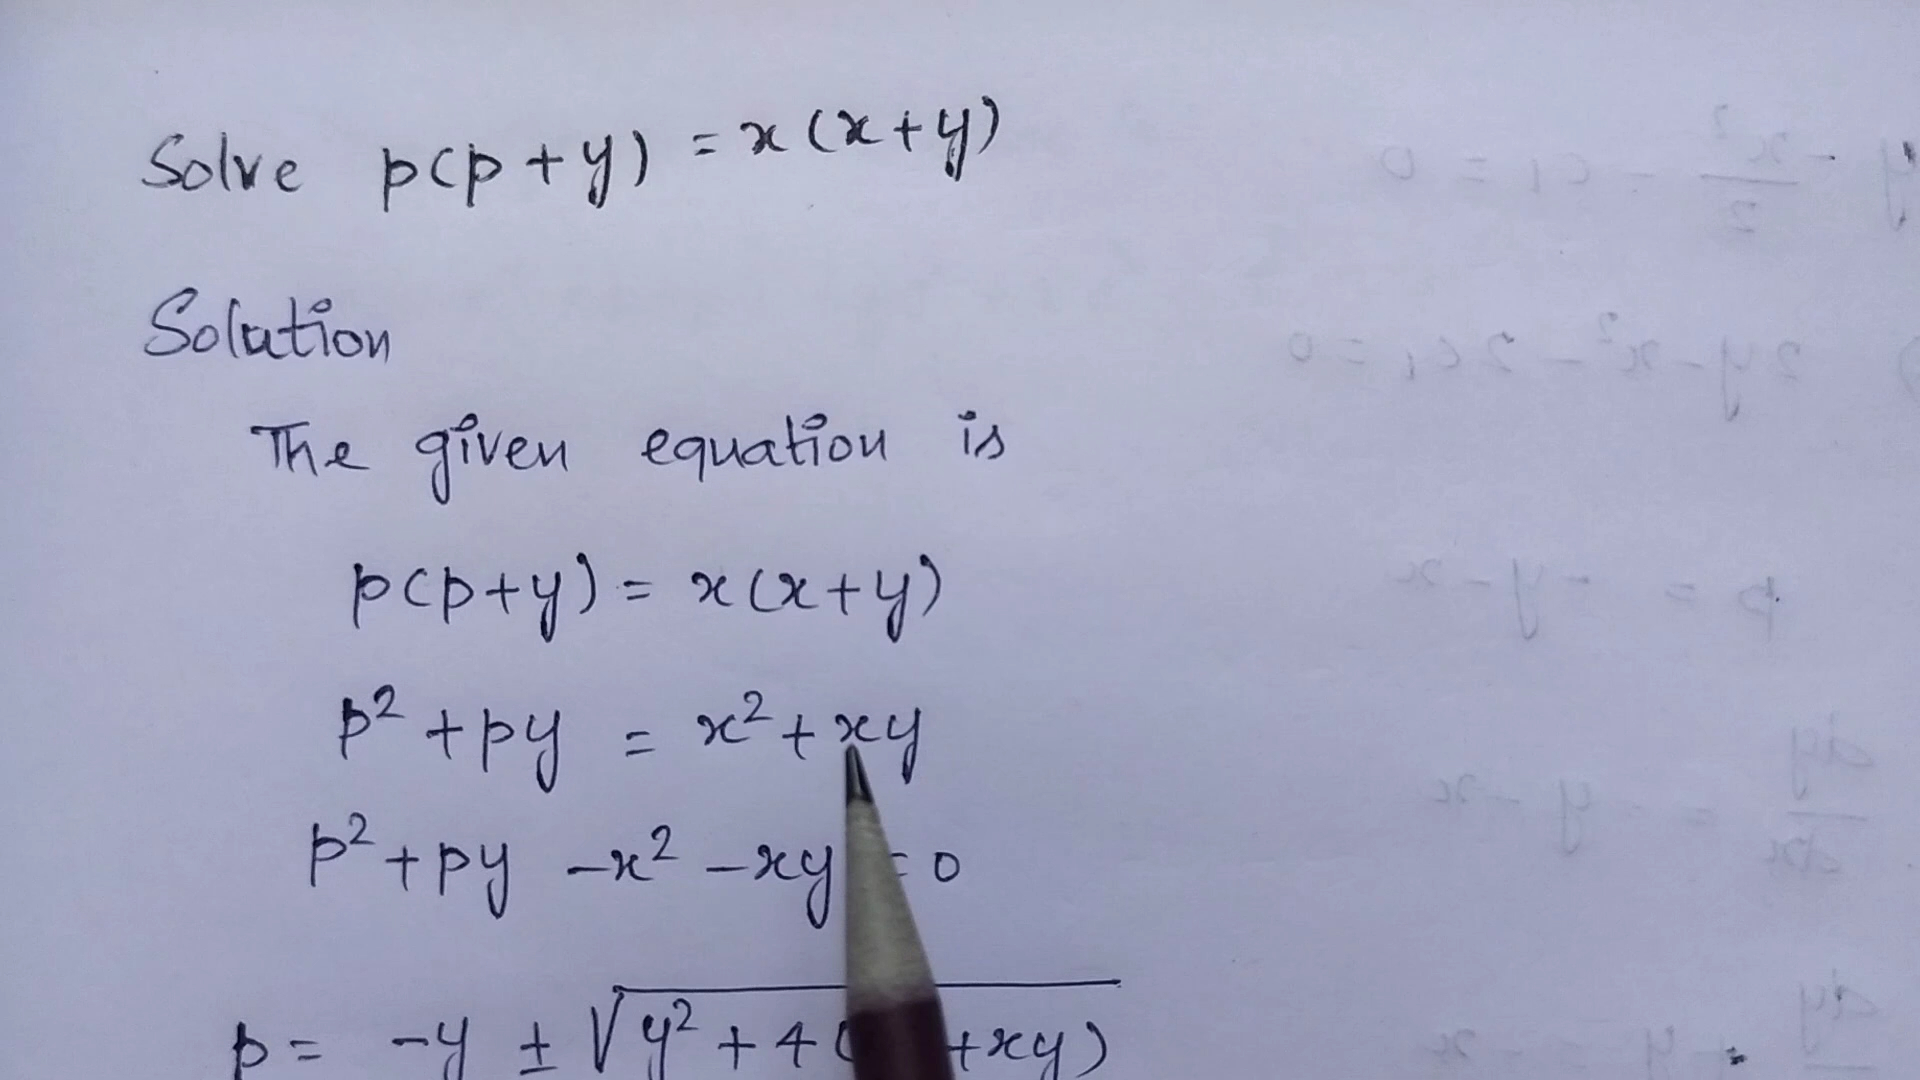 Solve p(p+y) = x(x+y)
Solution
The given equation is
p(p+y) = x(x+y)
p² + py = x² + xy
p² + py - x² - xy = 0
p = -y ± √y² + 4( +xy)